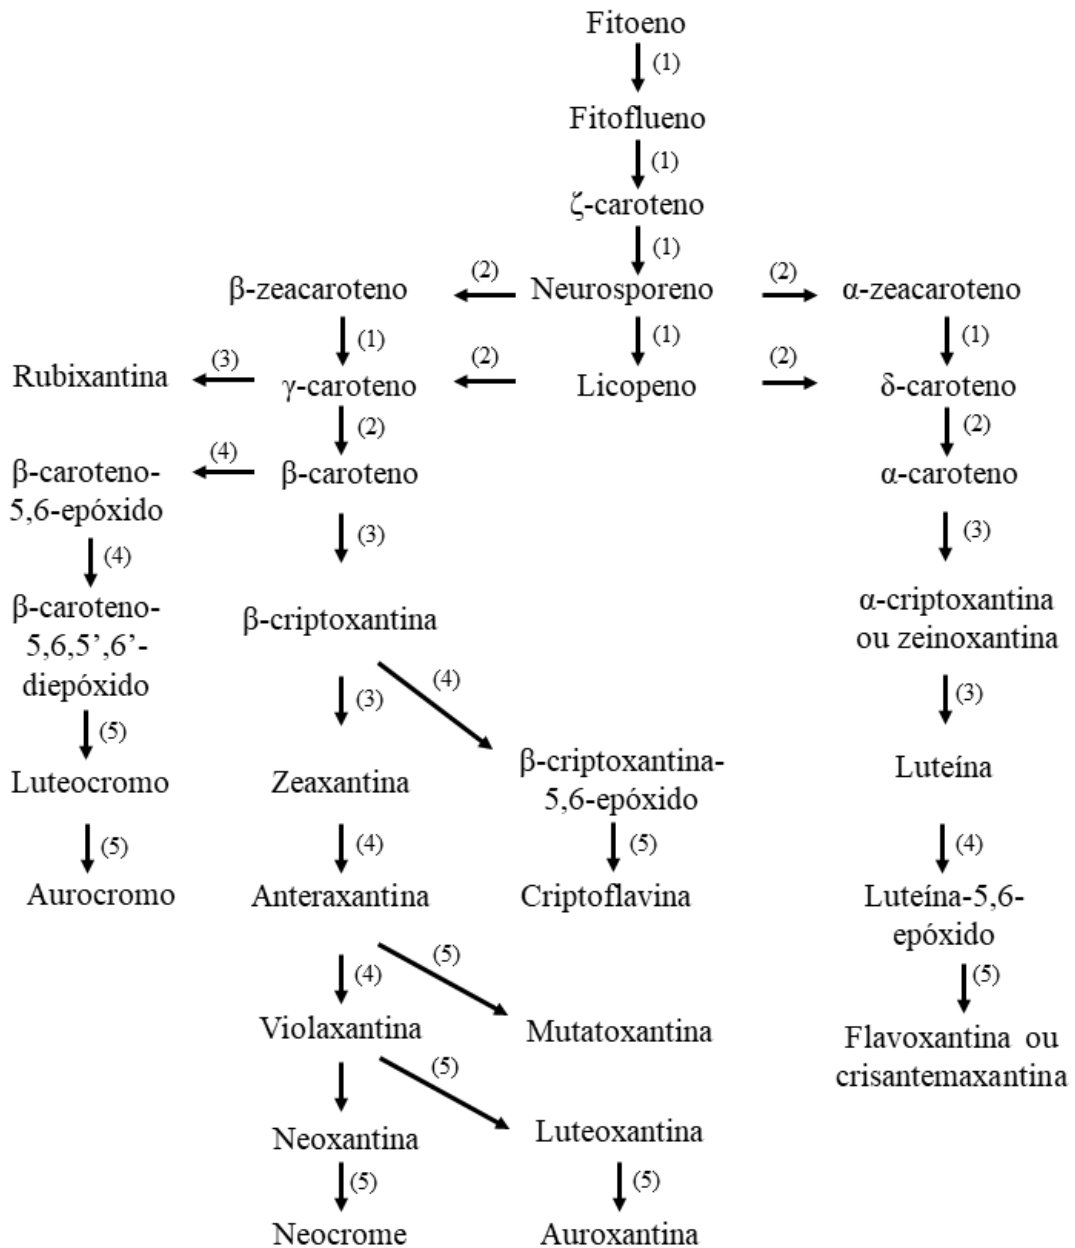 Fitoeno
(1)
Fitoflueno
(1)
ζ-caroteno
(1)
β-zeacaroteno
(2)
Neurosporeno
(2)
α-zeacaroteno
(1)
(1)
(1)
Rubixantina
(3)
γ-caroteno
(2)
Licopeno
(2)
δ-caroteno
(2)
(2)
β-caroteno-
5,6-epóxido
(4)
β-caroteno
α-caroteno
(4)
(3)
(3)
β-caroteno-
5,6,5’,6’-
diepóxido
β-criptoxantina
α-criptoxantina
ou zeinoxantina
(5)
(3)
(4)
(3)
Luteocromo
Zeaxantina
β-criptoxantina-
5,6-epóxido
Luteína
(5)
(4)
(5)
(4)
Aurocromo
Anteraxantina
Criptoflavina
Luteína-5,6-
epóxido
(4)
(5)
(5)
Violaxantina
Mutatoxantina
Flavoxantina ou
crisantemaxantina
(5)
Neoxantina
Luteoxantina
(5)
(5)
Neocrome
Auroxantina